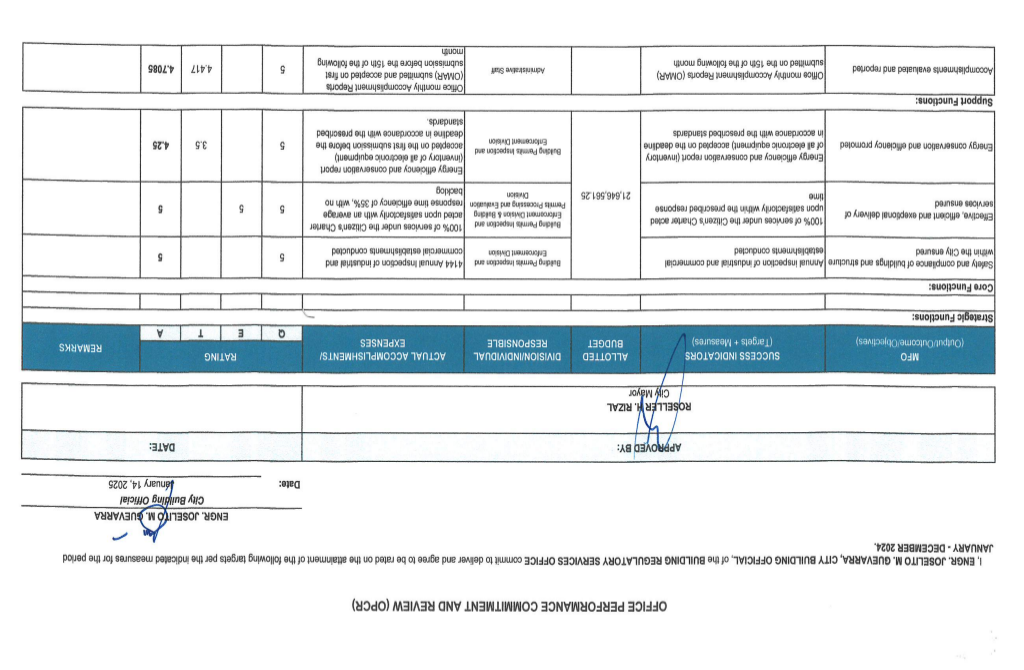 OFFICE PERFORMANCE COMMITMENT AND REVIEW (OPCR)
I, ENGR. JOSELITO M. GUEVARRA, CITY BUILDING OFFICIAL, of the BUILDING REGULATORY SERVICES OFFICE commit to deliver and agree to be rated on the attainment of the following targets per the indicated measures for the period
JANUARY - DECEMBER 2024.
ENGR. JOSELITO M. GUEVARRA
City Building Official
Date: January 14, 2025
APPROVED BY: DATE:
ROSELLER H. RIZAL
City Mayor
MFO
(Output/Outcome/Objectives)
SUCCESS INDICATORS
(Targets + Measures)
ALLOTTED
BUDGET
DIVISION/INDIVIDUAL
RESPONSIBLE
ACTUAL ACCOMPLISHMENTS/
EXPENSES
RATING
Q E T A
REMARKS
Strategic Functions:
Core Functions:
Safety and compliance of buildings and structure
within the City ensured
Annual inspection of industrial and commercial
establishments conducted
21,646,561.25
Building Permits Inspection and
Enforcement Division
4144 Annual Inspection of industrial and
commercial establishments conducted
5 5
Effective, efficient and exeptional delivery of
services ensured
100% of services under the Citizen's Charter acted
upon satisfactorily within the prescribed response
time
Building Permits Inspection and
Enforcement Division & Building
Permits Processing and Evaluation
Division
100% of services under the Citizen's Charter
acted upon satisfactorily with an average
response time efficiency of 35%, with no
backlog
5 5 5
Energy conservation and efficiency promoted
Energy efficiency and conservation report (inventory
of all electronic equipment) accepted on the deadline
in accordance with the prescribed standards
Building Permits Inspection and
Enforcement Division
Energy efficiency and conservation report
(inventory of all electronic equipment)
accepted on the first submission before the
deadline in accordance with the prescribed
standards.
5 3.5 4.25
Support Functions:
Accomplishments evaluated and reported
Office monthly Accomplishment Reports (OMAR)
submitted on the 15th of the following month
Administrative Staff
Office monthly Accomplishment Reports
(OMAR) submitted and accepted on first
submission before the 15th of the following
month
5 4.417 4.7085